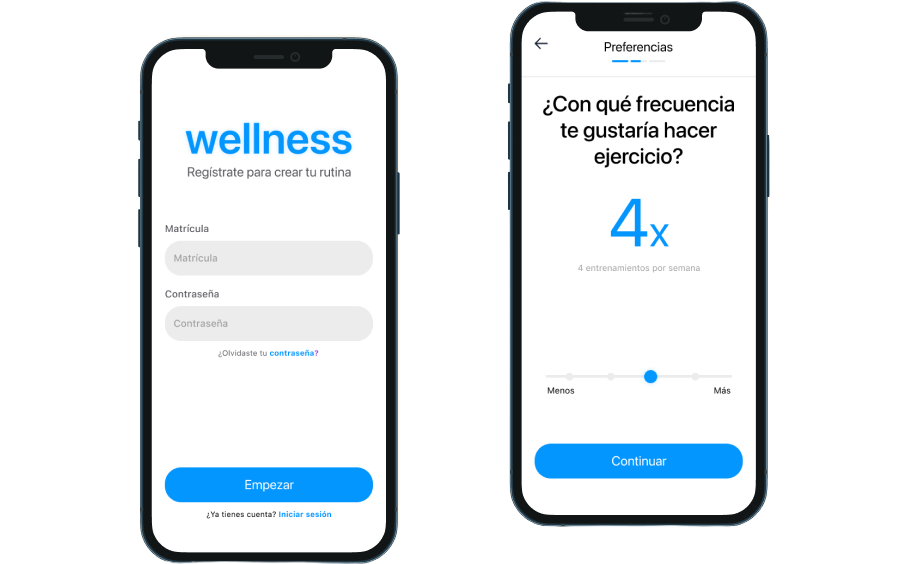 wellness
Regístrate para crear tu rutina
Matrícula
Matrícula
Contraseña
Contraseña
¿Olvidaste tu contraseña?
Empezar
¿Ya tienes cuenta? Iniciar sesión
Preferencias
¿Con qué frecuencia
te gustaría hacer
ejercicio?
4x
4 entrenamientos por semana
Menos Más
Continuar